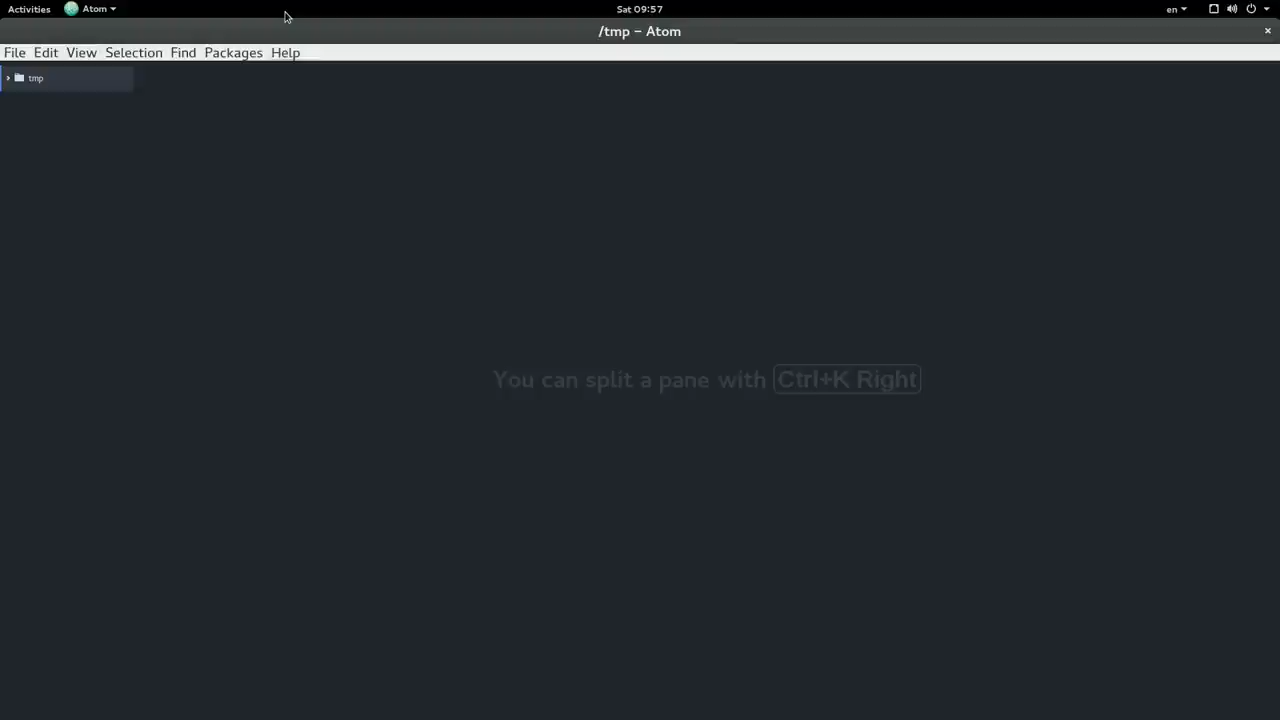 Activities Atom Sat 09:57 en
/tmp – Atom ×
File Edit View Selection Find Packages Help
tmp
You can split a pane with Ctrl+K Right